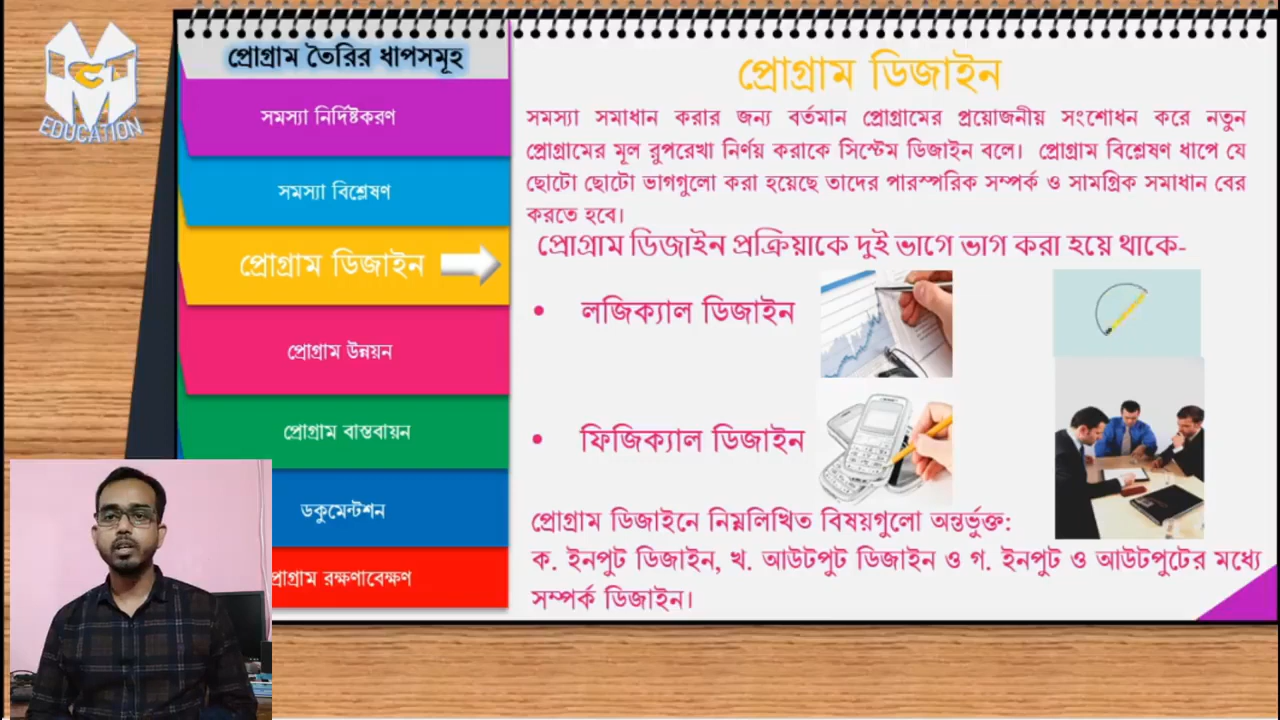 ICT
EDUCATION
প্রোগ্রাম তৈরির ধাপসমূহ
সমস্যা নির্দিষ্টকরণ
সমস্যা বিশ্লেষণ
প্রোগ্রাম ডিজাইন
প্রোগ্রাম উন্নয়ন
প্রোগ্রাম বাস্তবায়ন
ডকুমেন্টশন
প্রোগ্রাম রক্ষণাবেক্ষণ
প্রোগ্রাম ডিজাইন
সমস্যা সমাধান করার জন্য বর্তমান প্রোগ্রামের প্রয়োজনীয় সংশোধন করে নতুন
প্রোগ্রামের মূল রুপরেখা নির্ণয় করাকে সিস্টেম ডিজাইন বলে। প্রোগ্রাম বিশ্লেষণ ধাপে যে
ছোটো ছোটো ভাগগুলো করা হয়েছে তাদের পারস্পরিক সম্পর্ক ও সামগ্রিক সমাধান বের
করতে হবে।
প্রোগ্রাম ডিজাইন প্রক্রিয়াকে দুই ভাগে ভাগ করা হয়ে থাকে-
• লজিক্যাল ডিজাইন
• ফিজিক্যাল ডিজাইন
প্রোগ্রাম ডিজাইনে নিম্নলিখিত বিষয়গুলো অন্তর্ভুক্ত:
ক. ইনপুট ডিজাইন, খ. আউটপুট ডিজাইন ও গ. ইনপুট ও আউটপুটের মধ্যে
সম্পর্ক ডিজাইন।